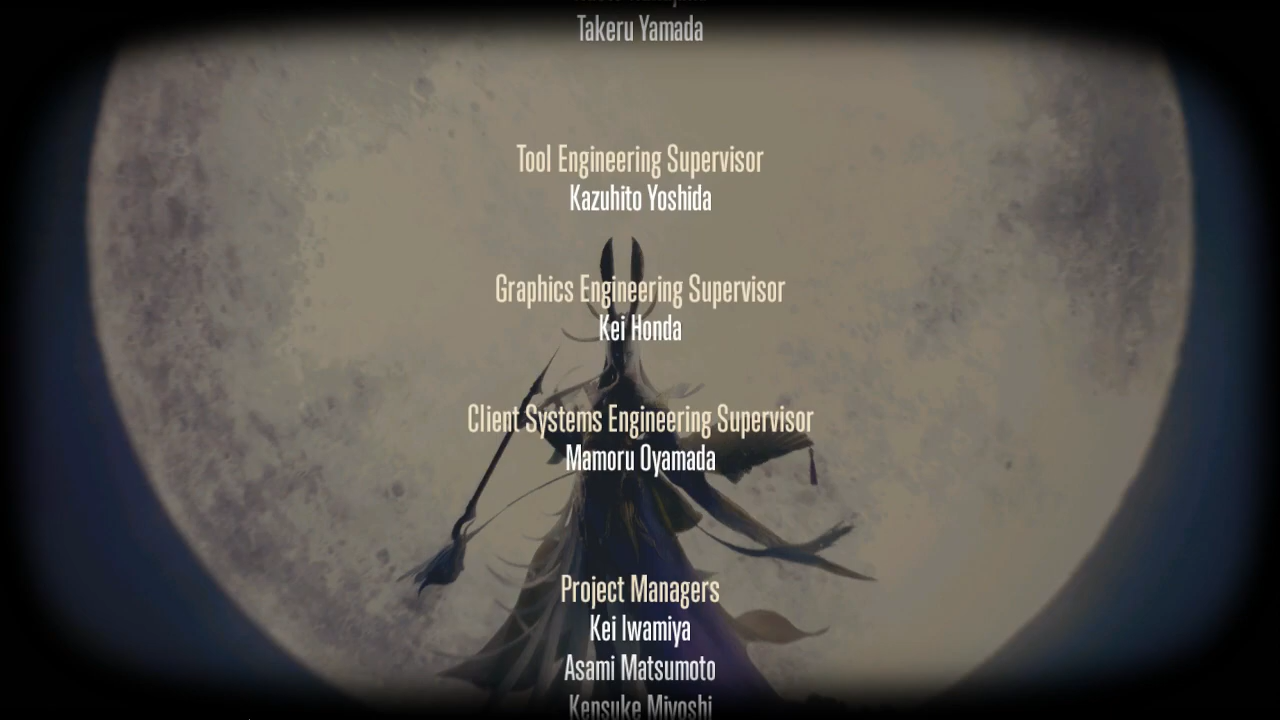 Takeru Yamada
Tool Engineering Supervisor
Kazuhito Yoshida
Graphics Engineering Supervisor
Kei Honda
Client Systems Engineering Supervisor
Mamoru Oyamada
Project Managers
Kei Iwamiya
Asami Matsumoto
Kensuke Miyoshi